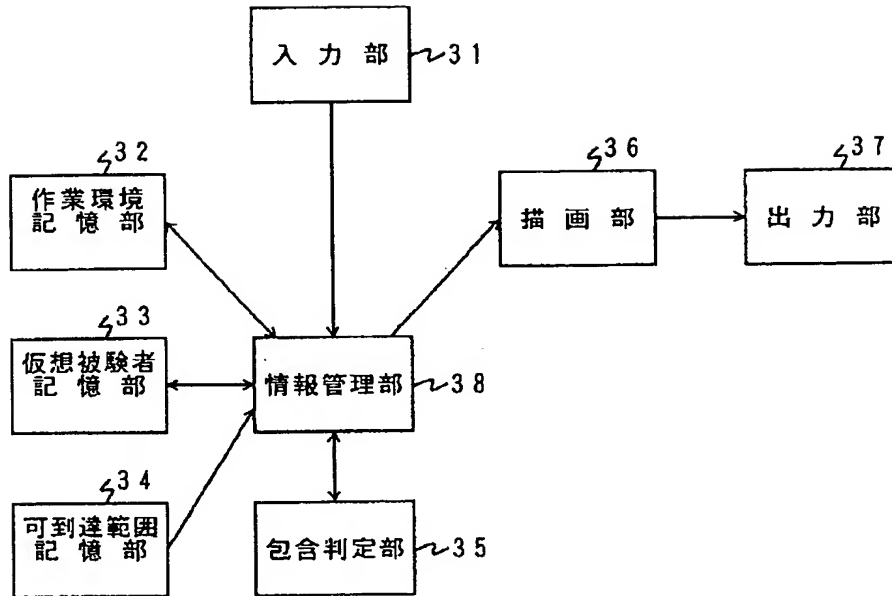 入力部
31
32
作業環境
記憶部
36
描画部
37
出力部
33
仮想被験者
記憶部
情報管理部
38
34
可到達範囲
記憶部
包含判定部
35